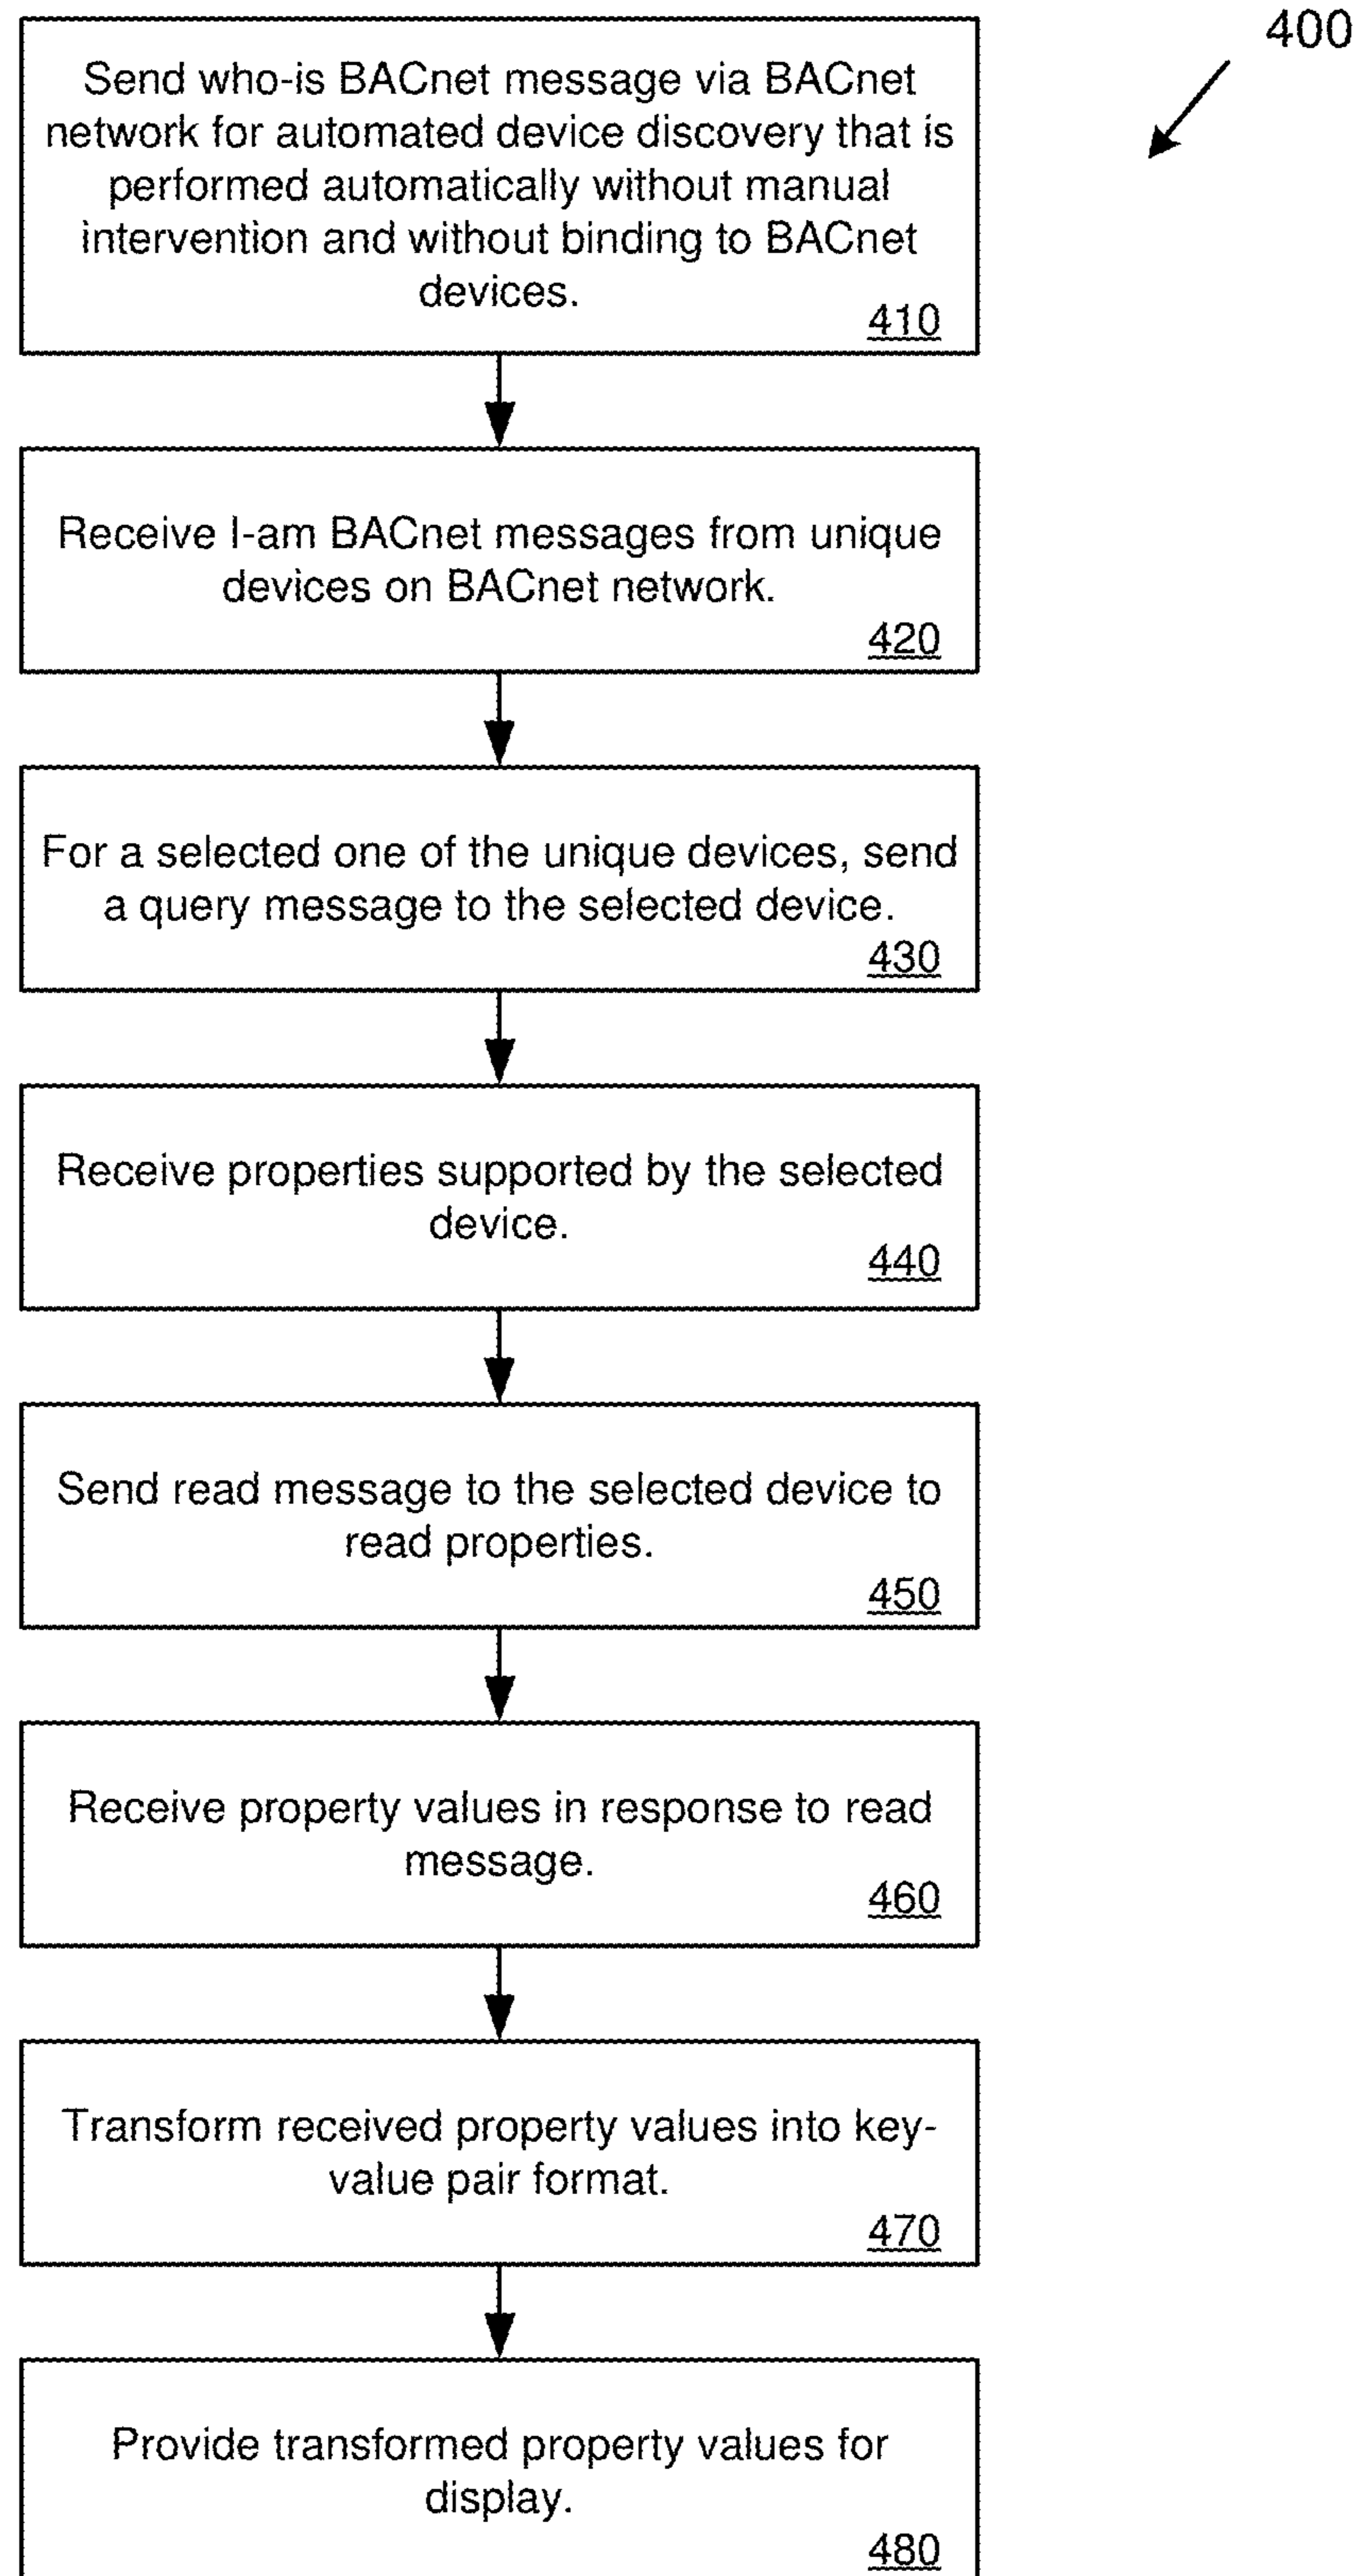 400
Send who-is BACnet message via BACnet
network for automated device discovery that is
performed automatically without manual
intervention and without binding to BACnet
devices.
410
Receive I-am BACnet messages from unique
devices on BACnet network.
420
For a selected one of the unique devices, send
a query message to the selected device.
430
Receive properties supported by the selected
device.
440
Send read message to the selected device to
read properties.
450
Receive property values in response to read
message.
460
Transform received property values into key-
value pair format.
470
Provide transformed property values for
display.
480